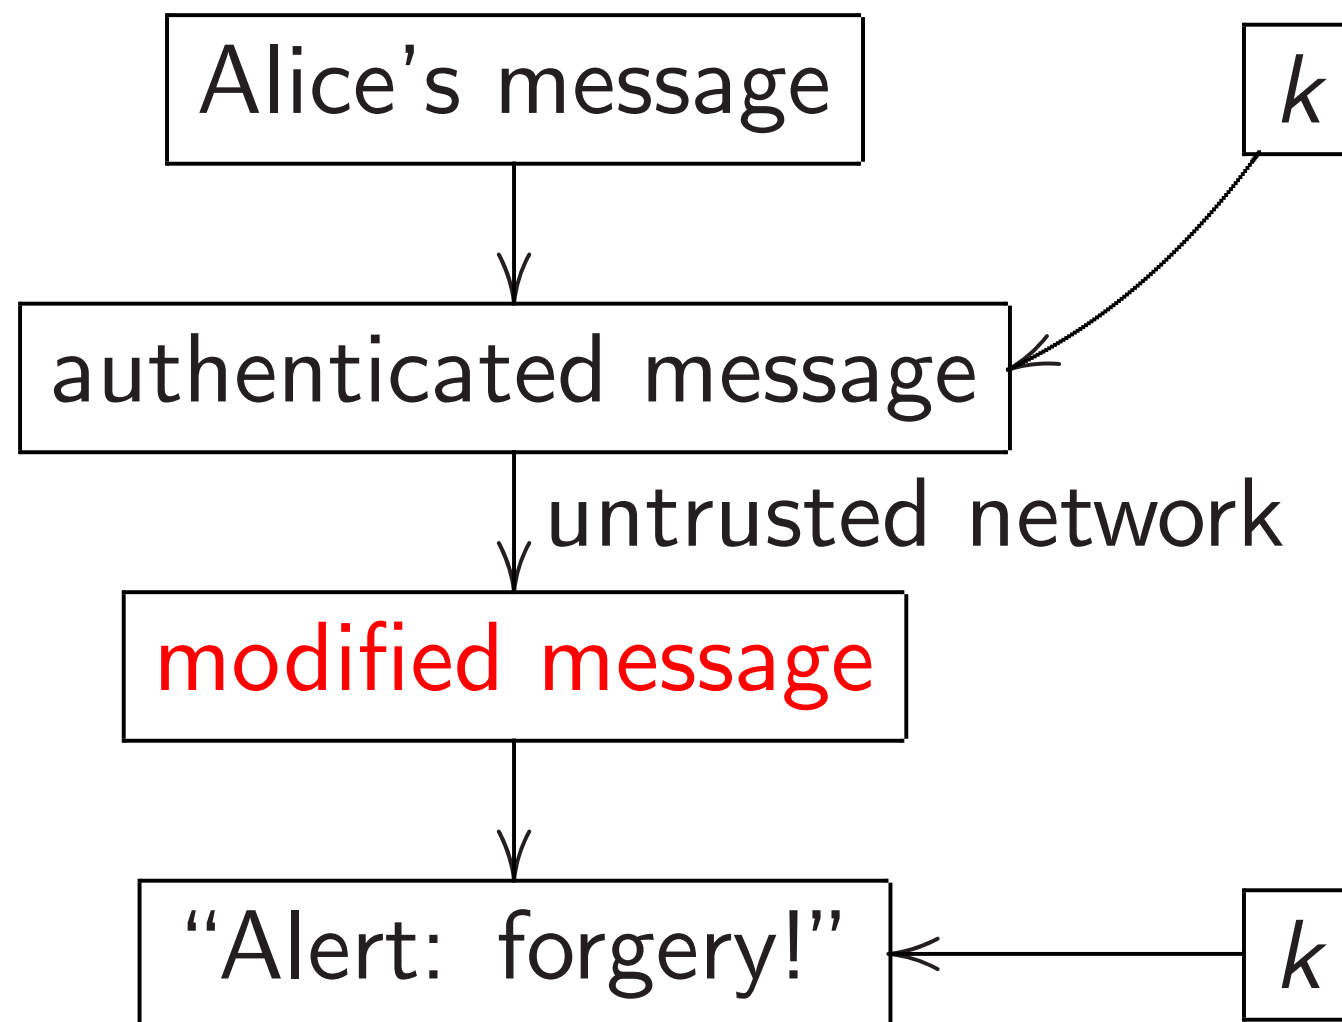 Alice’s message
k
authenticated message
untrusted network
modified message
“Alert: forgery!”
k